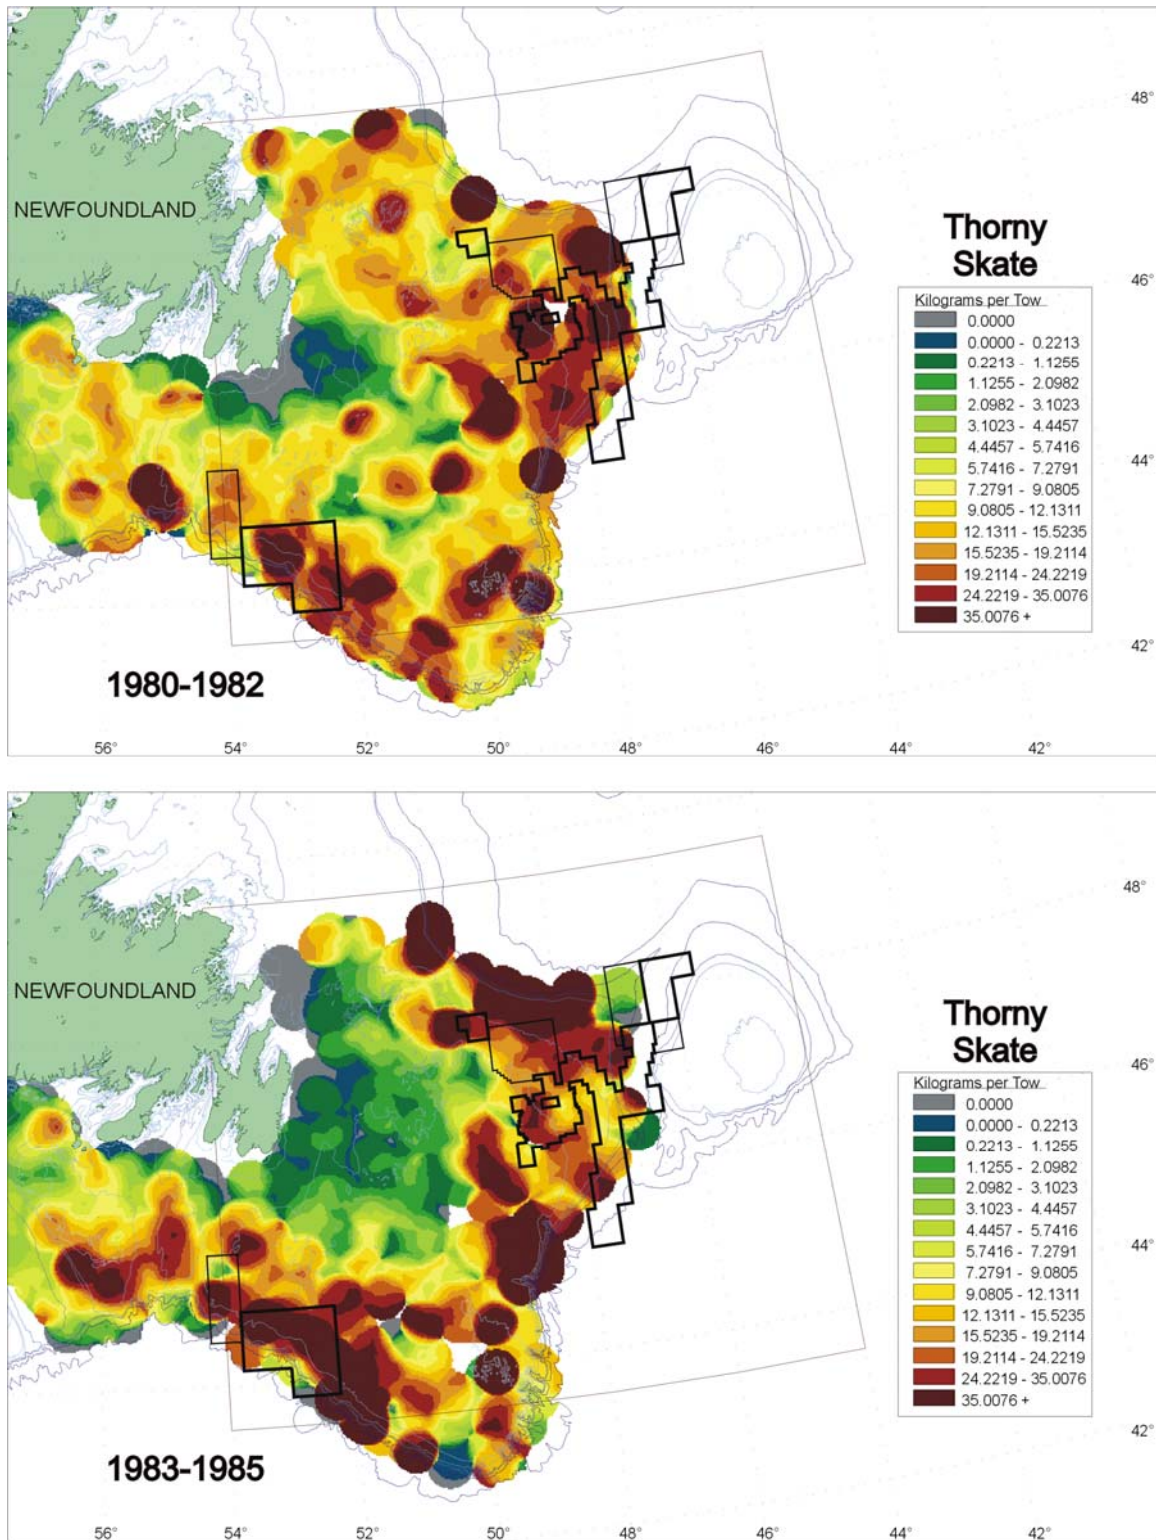 48°
NEWFOUNDLAND
Thorny
Skate
46°
Kilograms per Tow
0.0000
0.0000 - 0.2213
0.2213 - 1.1255
1.1255 - 2.0982
2.0982 - 3.1023
3.1023 - 4.4457
4.4457 - 5.7416
5.7416 - 7.2791
7.2791 - 9.0805
9.0805 - 12.1311
12.1311 - 15.5235
15.5235 - 19.2114
19.2114 - 24.2219
24.2219 - 35.0076
35.0076 +
44°
42°
1980-1982
56° 54° 52° 50° 48° 46° 44° 42°
48°
NEWFOUNDLAND
Thorny
Skate
46°
Kilograms per Tow
0.0000
0.0000 - 0.2213
0.2213 - 1.1255
1.1255 - 2.0982
2.0982 - 3.1023
3.1023 - 4.4457
4.4457 - 5.7416
5.7416 - 7.2791
7.2791 - 9.0805
9.0805 - 12.1311
12.1311 - 15.5235
15.5235 - 19.2114
19.2114 - 24.2219
24.2219 - 35.0076
35.0076 +
44°
42°
1983-1985
56° 54° 52° 50° 48° 46° 44° 42°